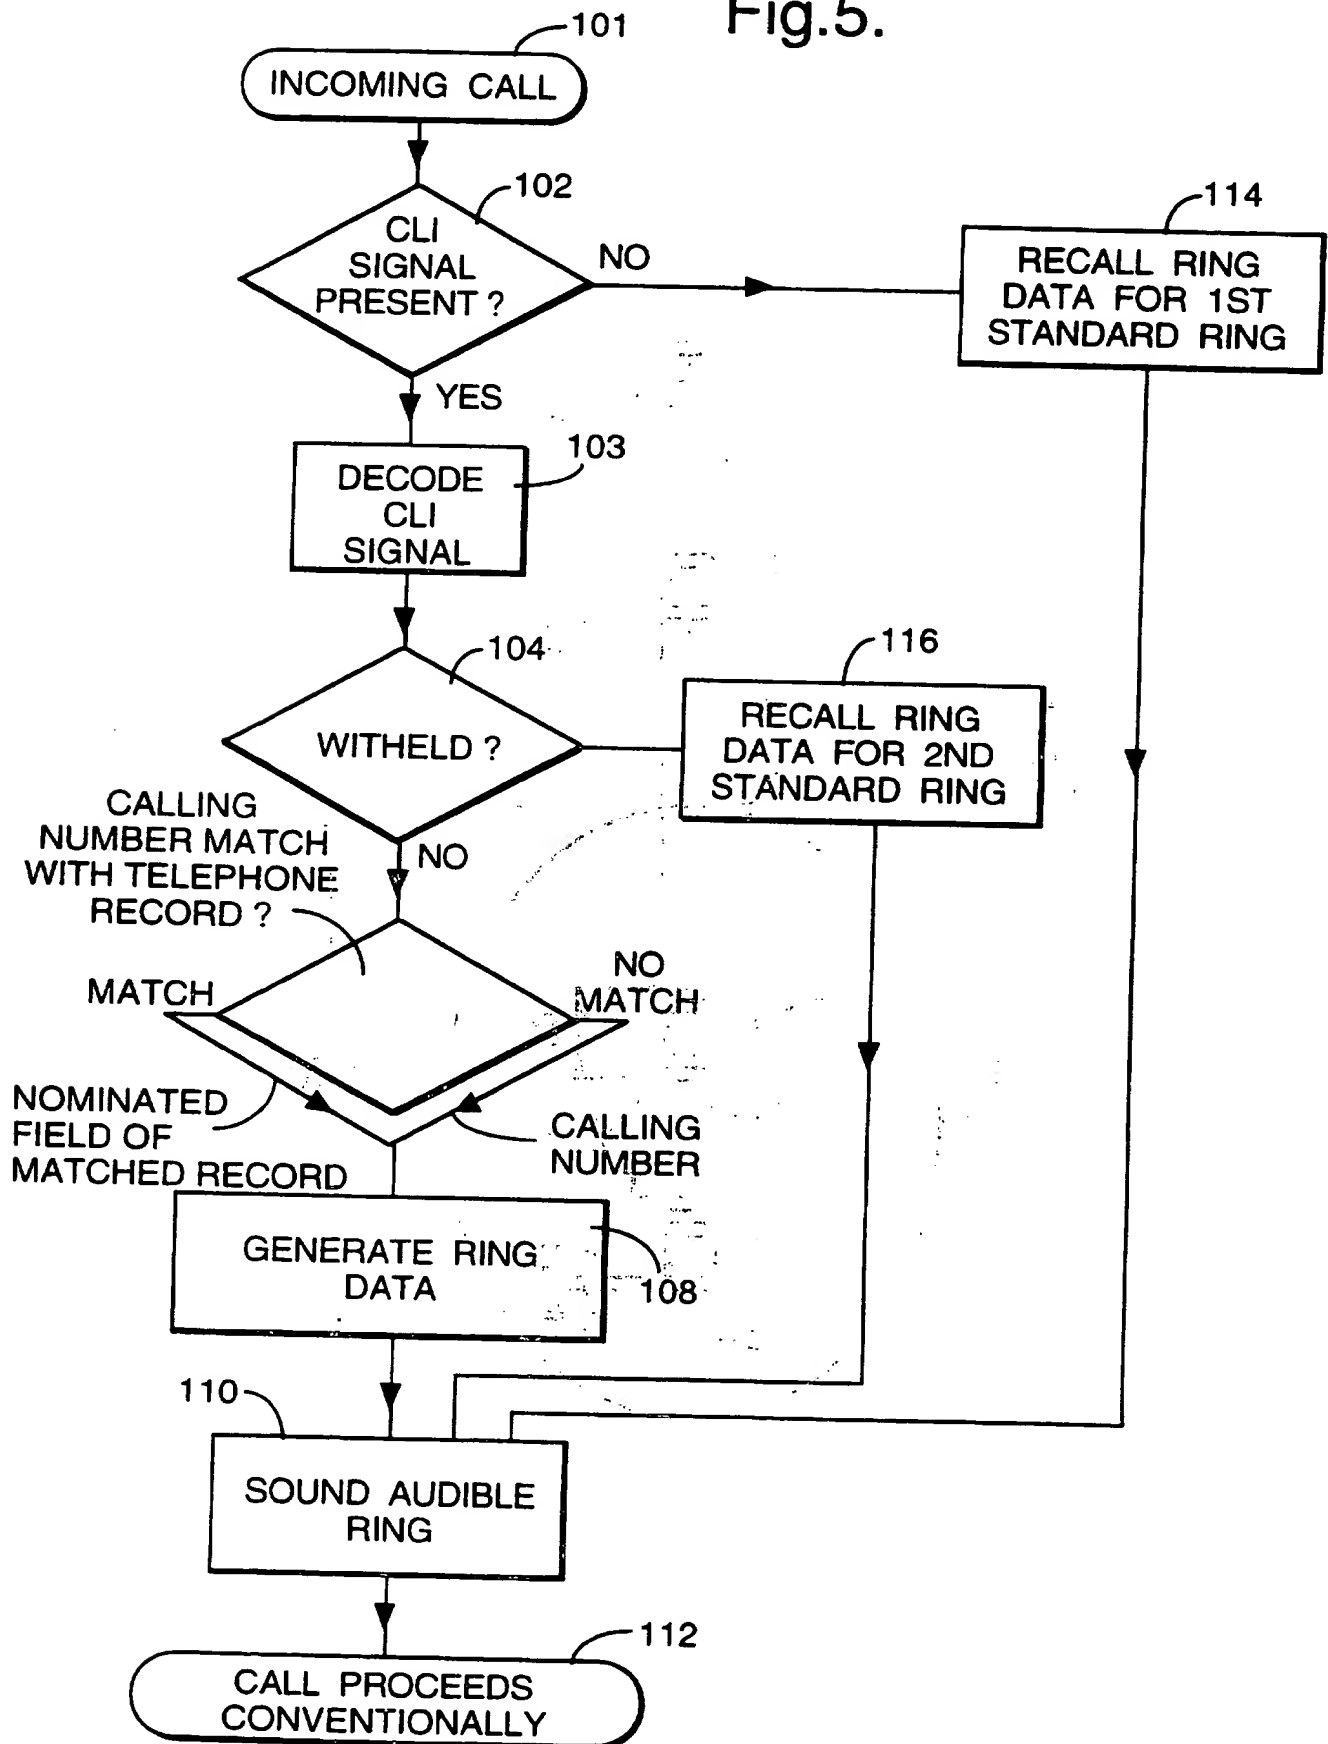 Fig.5.
101
INCOMING CALL
102
CLI
SIGNAL
PRESENT ?
NO
114
RECALL RING
DATA FOR 1ST
STANDARD RING
YES
103
DECODE
CLI
SIGNAL
104
WITHELD ?
116
RECALL RING
DATA FOR 2ND
STANDARD RING
NO
CALLING
NUMBER MATCH
WITH TELEPHONE
RECORD ?
MATCH
NO
MATCH
NOMINATED
FIELD OF
MATCHED RECORD
CALLING
NUMBER
GENERATE RING
DATA
108
110
SOUND AUDIBLE
RING
112
CALL PROCEEDS
CONVENTIONALLY